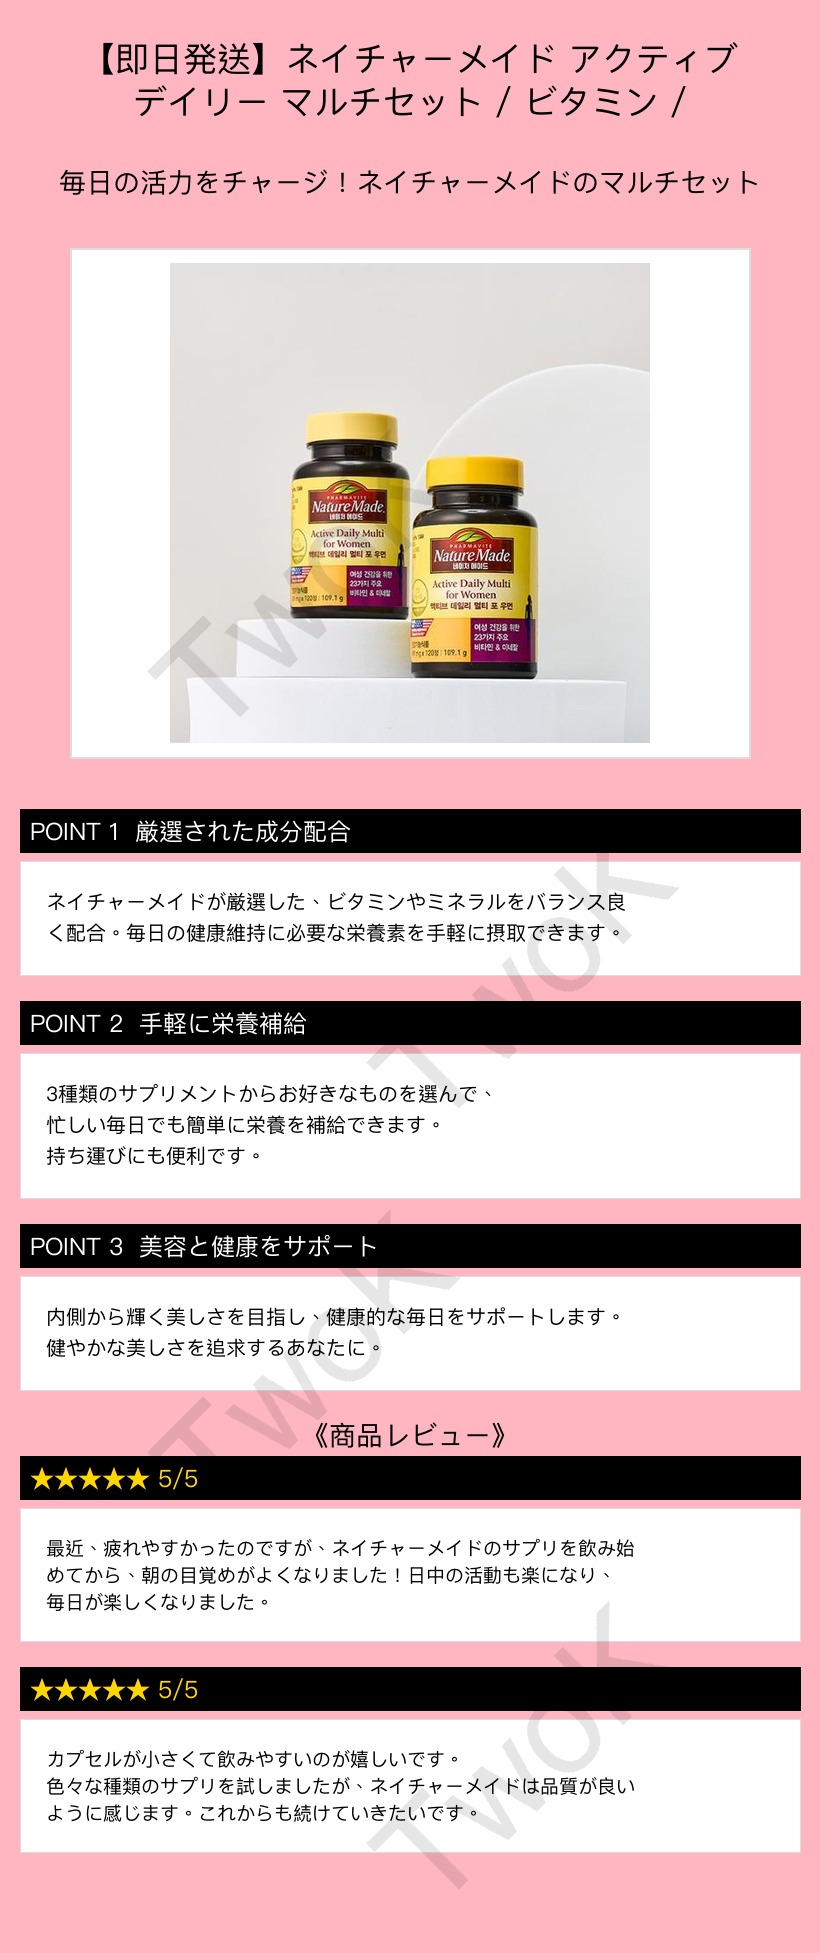 【即日発送】ネイチャーメイド アクティブ
デイリー マルチセット / ビタミン /
毎日の活力をチャージ！ネイチャーメイドのマルチセット
PHARMAVITE
Nature Made.
네이처 메이드
Active Daily Multi
for Women
액티브 데일리 멀티 포 우먼
여성 건강을 위한
23가지 주요
비타민 & 미네랄
mg x 120정 | 109.1 g
PHARMAVITE
Nature Made.
네이처 메이드
Active Daily Multi
for Women
액티브 데일리 멀티 포 우먼
여성 건강을 위한
23가지 주요
비타민 & 미네랄
mg x 120정 | 109.1 g
TwoK
POINT 1 厳選された成分配合
ネイチャーメイドが厳選した、ビタミンやミネラルをバランス良
く配合。毎日の健康維持に必要な栄養素を手軽に摂取できます。
TwoK
POINT 2 手軽に栄養補給
3種類のサプリメントからお好きなものを選んで、
忙しい毎日でも簡単に栄養を補給できます。
持ち運びにも便利です。
POINT 3 美容と健康をサポート
内側から輝く美しさを目指し、健康的な毎日をサポートします。
健やかな美しさを追求するあなたに。
TwoK
《商品レビュー》
★★★★★ 5/5
最近、疲れやすかったのですが、ネイチャーメイドのサプリを飲み始
めてから、朝の目覚めがよくなりました！日中の活動も楽になり、
毎日が楽しくなりました。
★★★★★ 5/5
カプセルが小さくて飲みやすいのが嬉しいです。
色々な種類のサプリを試しましたが、ネイチャーメイドは品質が良い
ように感じます。これからも続けていきたいです。
TwoK